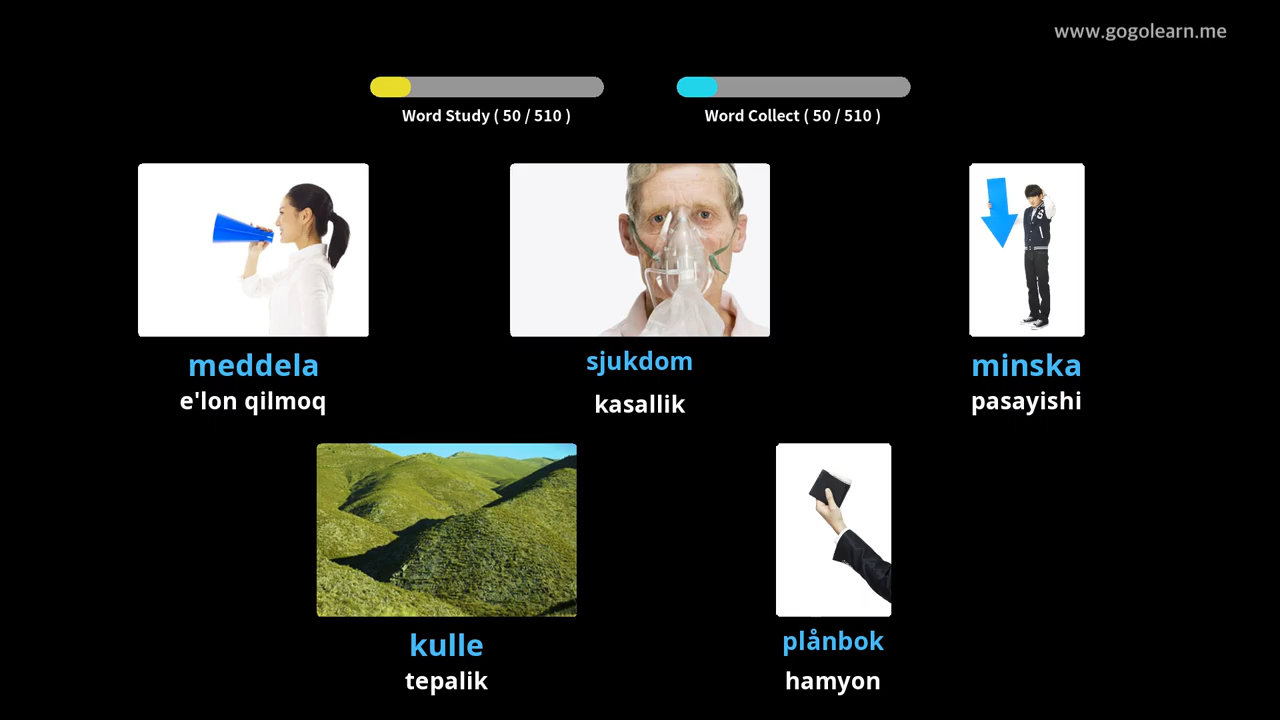 www.gogolearn.me
Word Study ( 50 / 510 )
Word Collect ( 50 / 510 )
meddela
e'lon qilmoq
sjukdom
kasallik
minska
pasayishi
kulle
tepalik
plånbok
hamyon